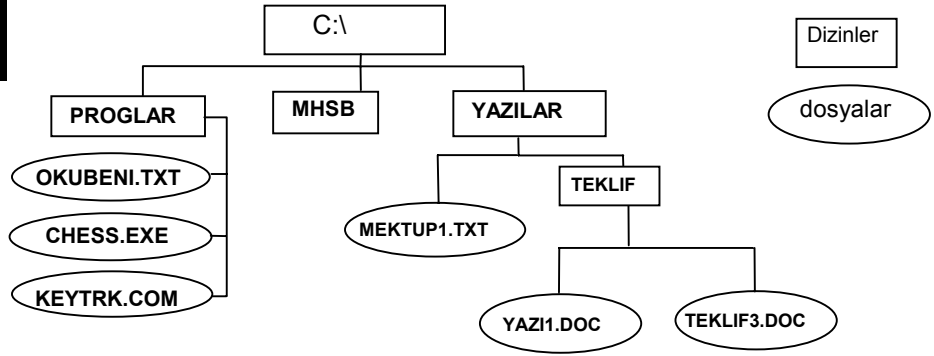 C:\
Dizinler
PROGLAR
MHSB
YAZILAR
dosyalar
OKUBENI.TXT
TEKLIF
CHESS.EXE
MEKTUP1.TXT
KEYTRK.COM
YAZI1.DOC
TEKLIF3.DOC